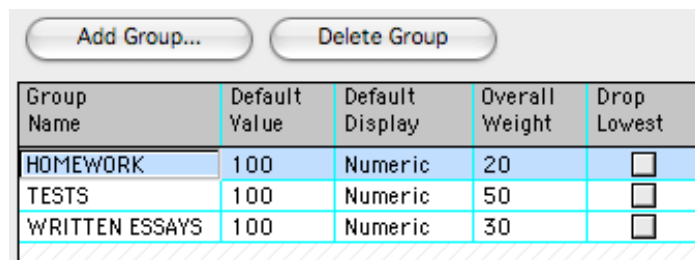 Add Group... Delete Group
Group Default Default Overall Drop
Name Value Display Weight Lowest
HOMEWORK 100 Numeric 20
TESTS 100 Numeric 50
WRITTEN ESSAYS 100 Numeric 30